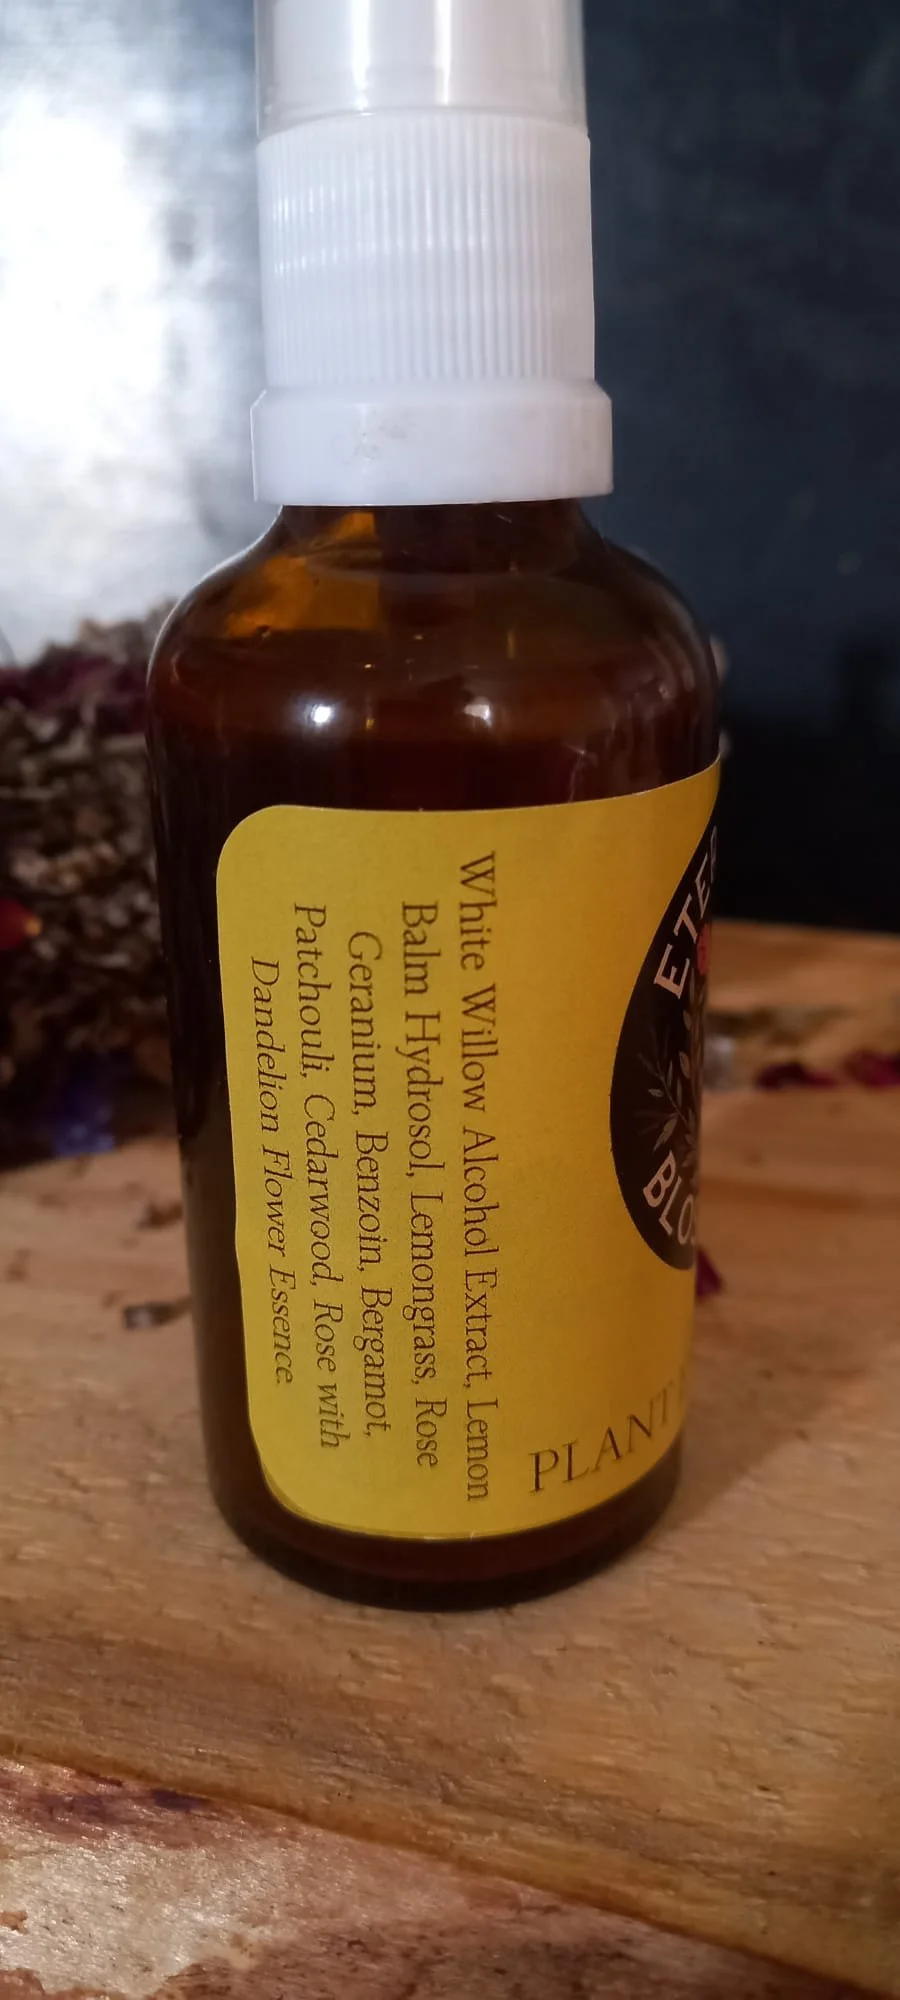 White Willow Alcohol Extract, Lemon
Balm Hydrosol, Lemongrass, Rose
Geranium, Benzoin, Bergamot,
Patchouli, Cedarwood, Rose with
Dandelion Flower Essence.
PLANT